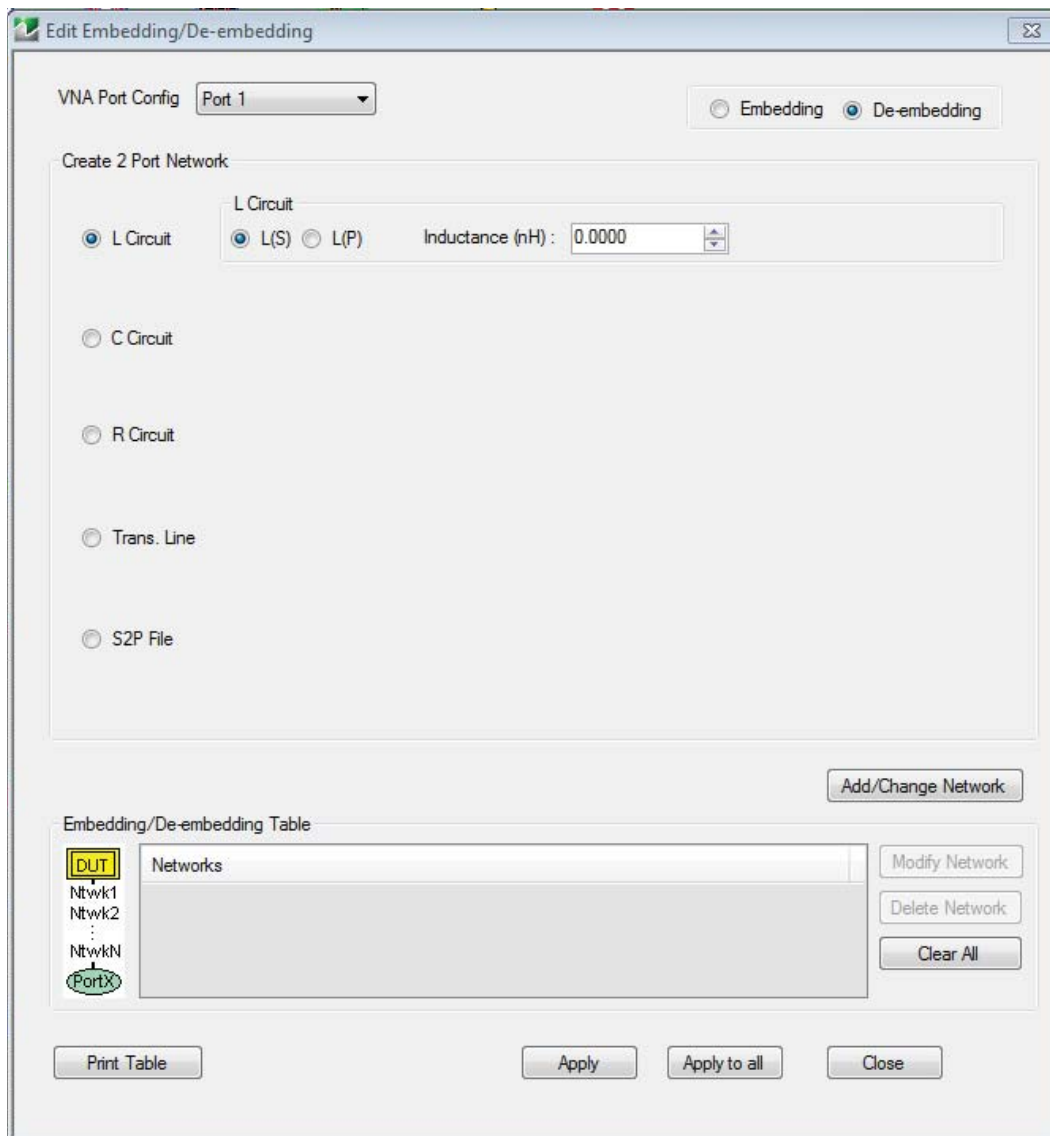 Edit Embedding/De-embedding
VNA Port Config Port 1 Embedding De-embedding
Create 2 Port Network
L Circuit
L Circuit L(S) L(P) Inductance (nH) : 0.0000
C Circuit
R Circuit
Trans. Line
S2P File
Add/Change Network
Embedding/De-embedding Table
DUT
Networks
Modify Network
Ntwk1
Ntwk2
Delete Network
:
NtwkN
Clear All
PortX
Print Table Apply Apply to all Close